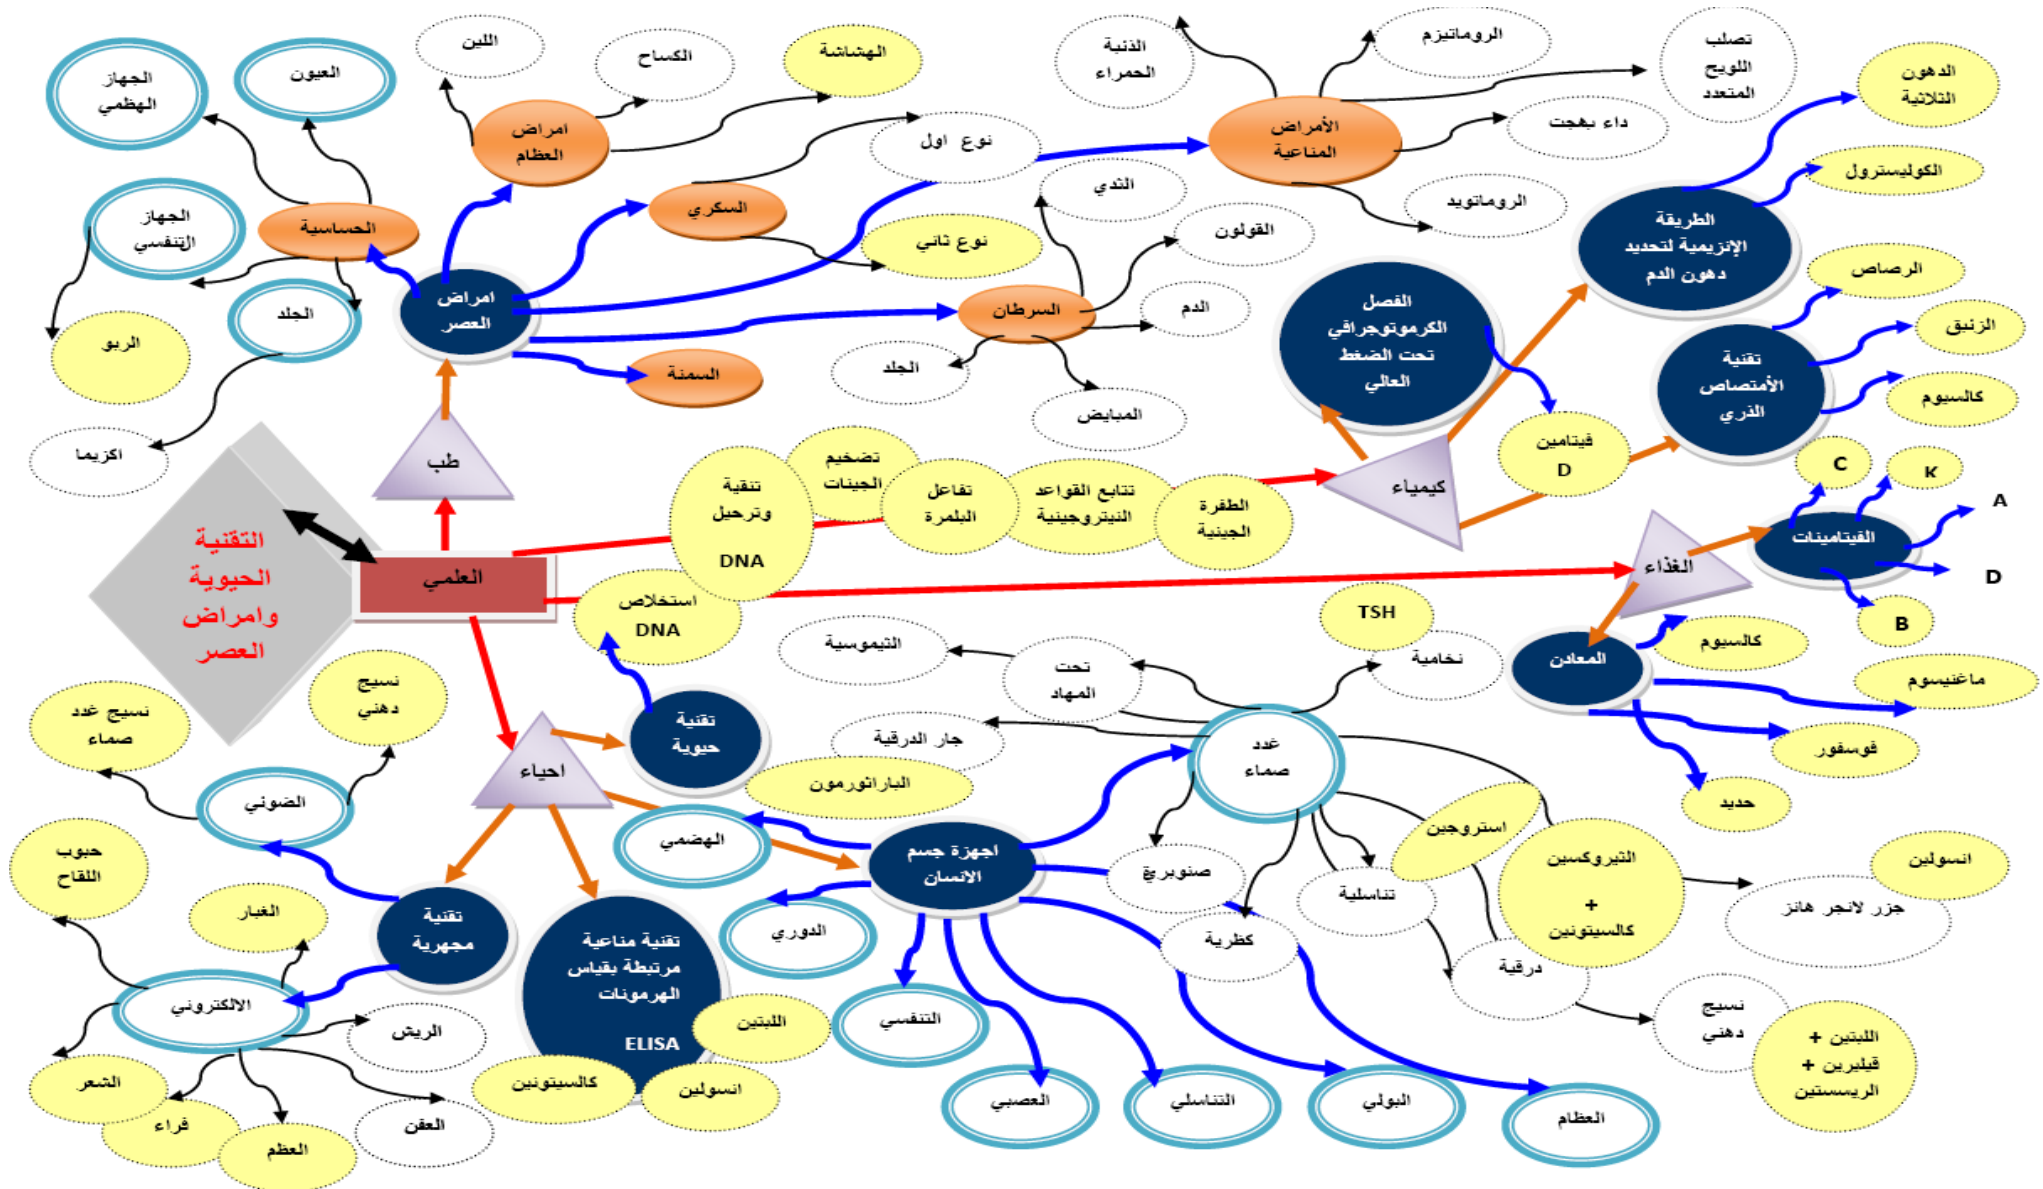 الجهاز
الهظمي
العيون
اللين
الكساح
الهشاشة
امراض
العظام
الذنبة
الحمراء
الروماتيزم
تصلب
اللويح
المتعدد
الدهون
الثلاثية
الأمراض
المناعية
داء بهجت
الكوليسترول
نوع اول
الجهاز
التنفسي
الحساسية
السكري
الثدي
الروماتويد
الطريقة
الإنزيمية لتحديد
دهون الدم
نوع ثاني
القولون
الرصاص
الجلد
امراض
العصر
السرطان
الدم
الفصل
الكرموتوجرافي
تحت الضغط
العالي
الزئبق
الربو
السمنة
الجلد
المبايض
تقنية
الأمتصاص
الذري
كالسيوم
اكزيما
طب
تنقية
وترحيل
DNA
تضخيم
الجينات
تفاعل
البلمرة
تتابع القواعد
النيتروجينية
الطفرة
الجينية
كيمياء
فيتامين
D
C
K
A
الفيتامينات
D
B
التقنية
الحيوية
وامراض
العصر
العلمي
الغذاء
استخلاص
DNA
TSH
نخامية
المعادن
كالسيوم
ماغنيسوم
فوسفور
حديد
التيموسية
تحت
المهاد
جار الدرقية
الباراثورمون
غدد
صماء
نسيج غدد
صماء
نسيج
دهني
تقنية
حيوية
احياء
الضوئي
الهضمي
اجهزة جسم
الانسان
استروجين
الثيروكسين
+
كالسيتونين
انسولين
جزر لانجر هانز
حبوب
اللقاح
الغبار
تقنية
مجهرية
تقنية مناعية
مرتبطة بقياس
الهرمونات
ELISA
الدوري
صنوبرية
كظرية
تناسلية
درقية
الالكتروني
الريش
اللبتين
التنفسي
نسيج
دهني
اللبتين +
فيلبرين +
الريسستين
الشعر
فراء
العظم
العفن
كالسيتونين
انسولين
العصبي
التناسلي
البولي
العظام